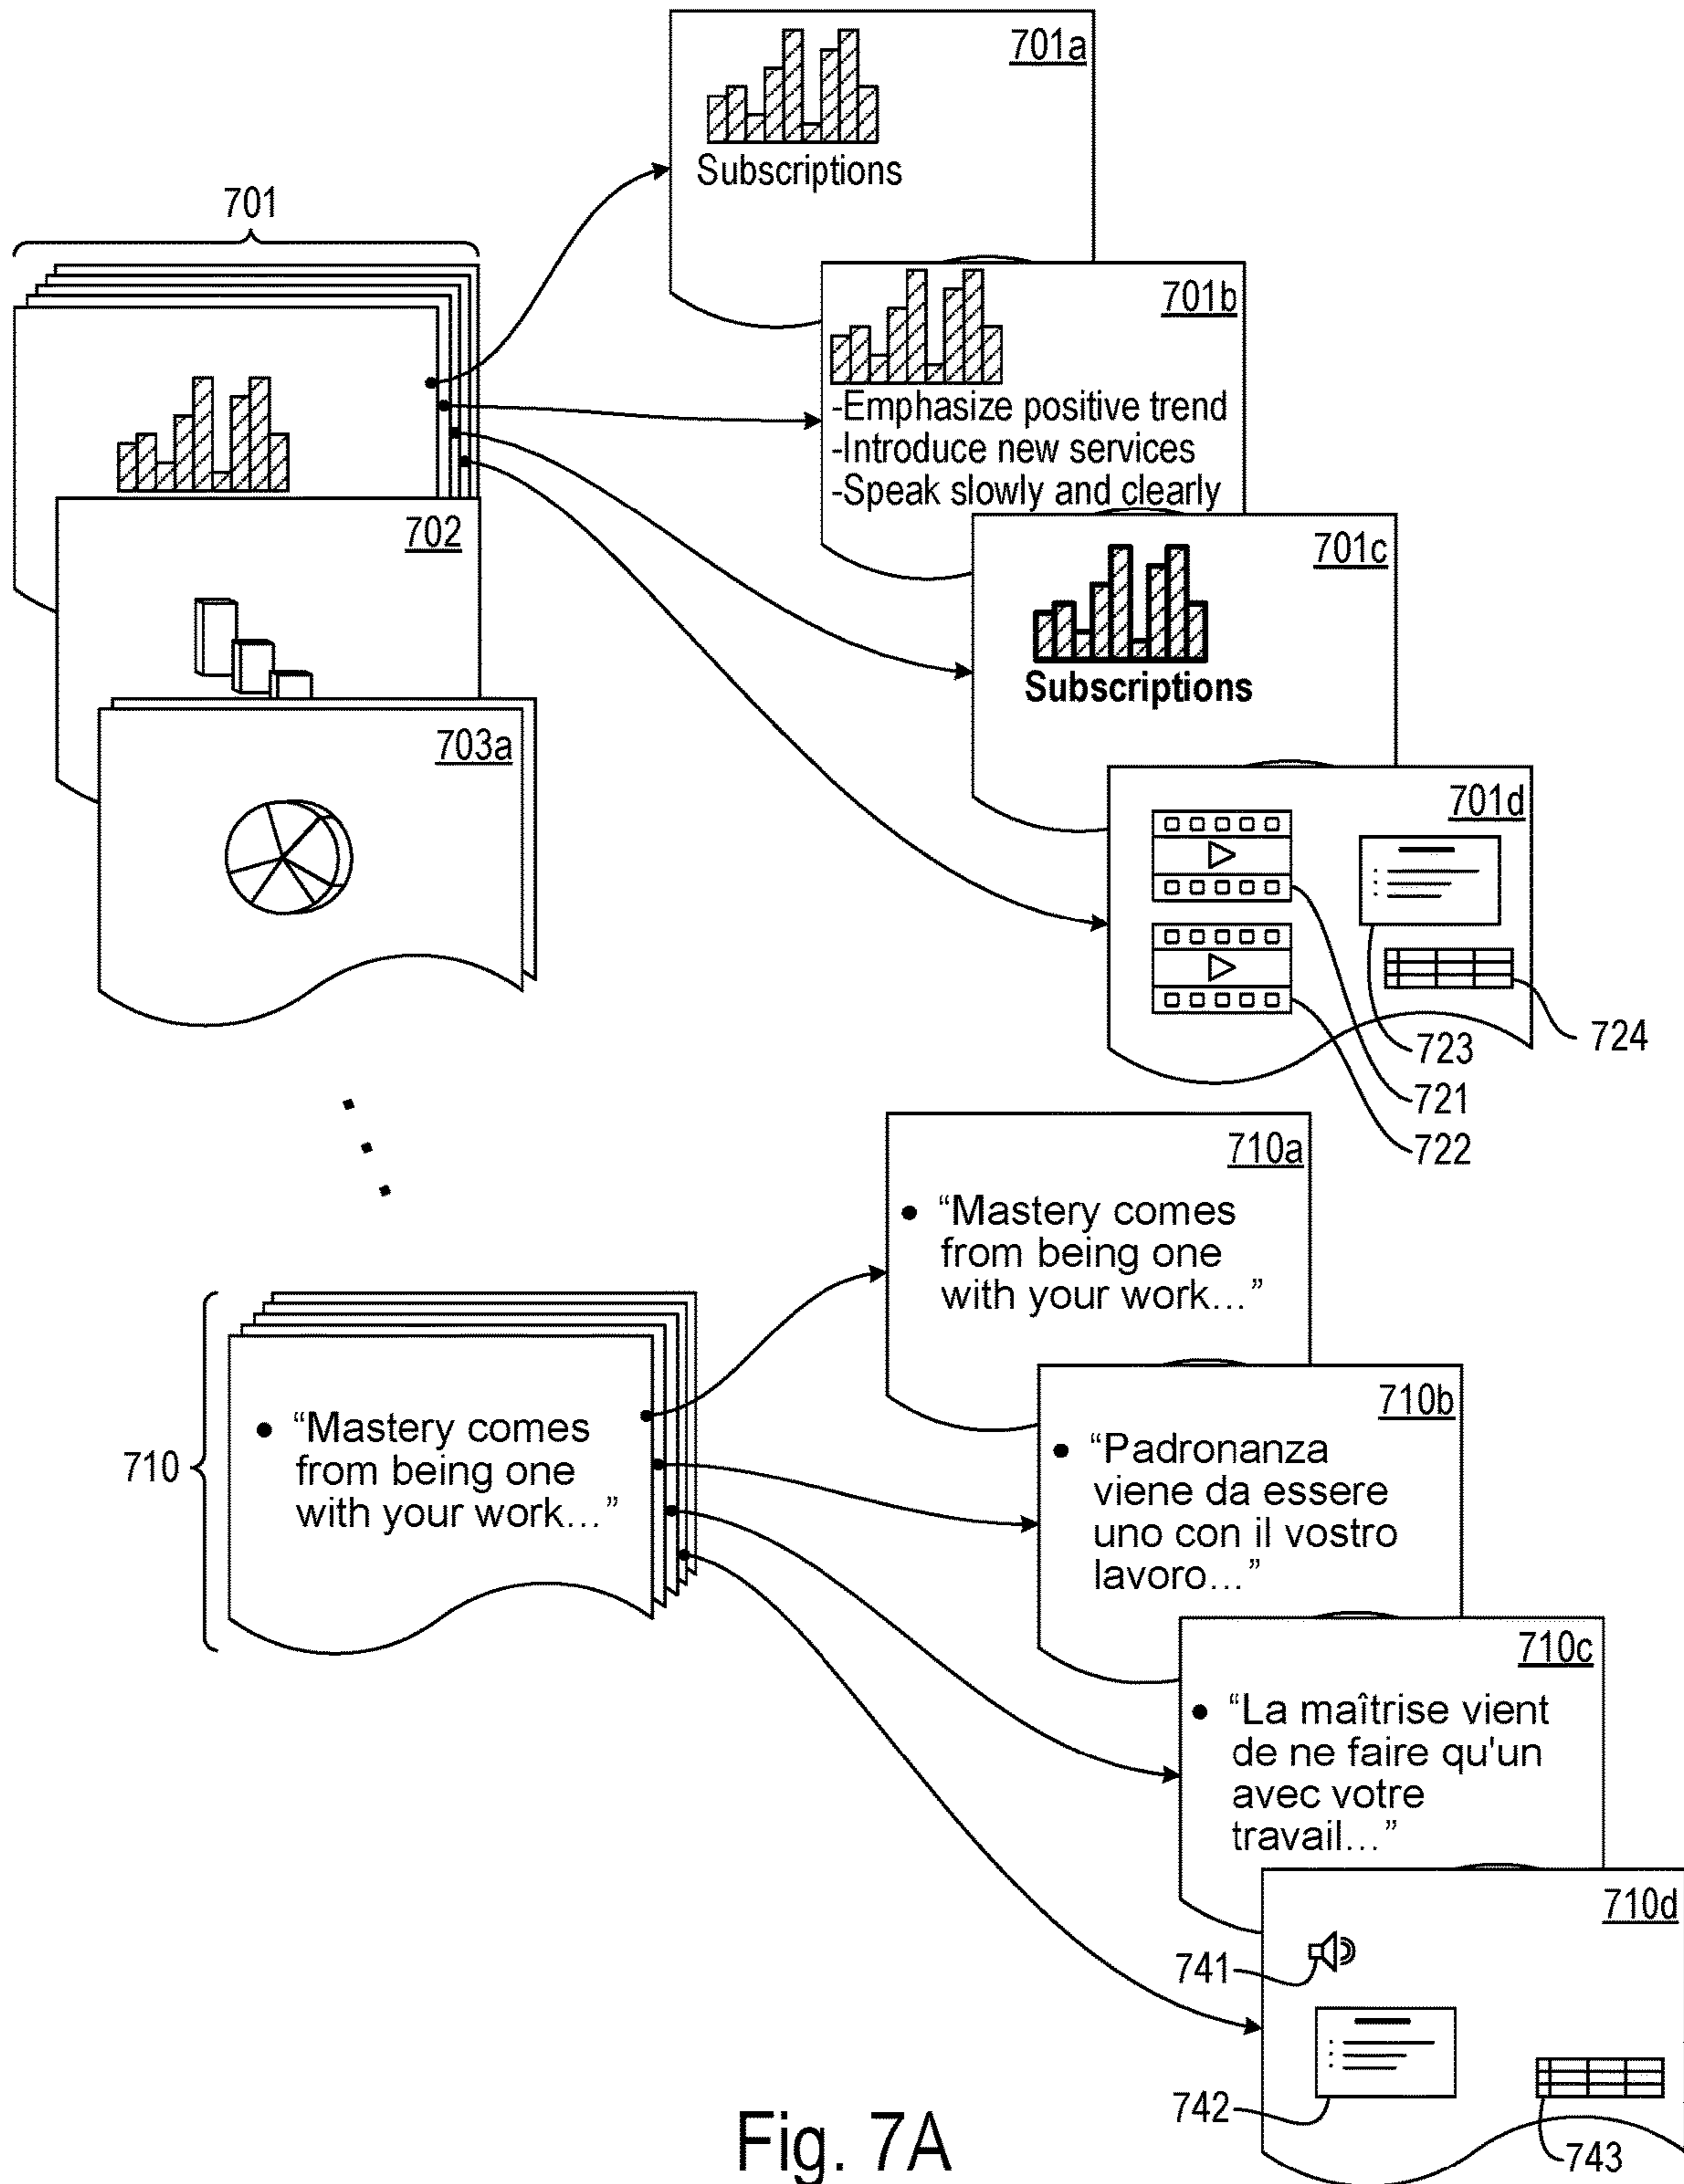 701a
Subscriptions
701
701b
-Emphasize positive trend
-Introduce new services
-Speak slowly and clearly
702
701c
Subscriptions
703a
701d
723
724
721
722
710a
• “Mastery comes
from being one
with your work...”
710b
• “Padronanza
viene da essere
uno con il vostro
lavoro...”
710
• “Mastery comes
from being one
with your work...”
710c
• “La maîtrise vient
de ne faire qu'un
avec votre
travail...”
710d
741
742
743
Fig. 7A